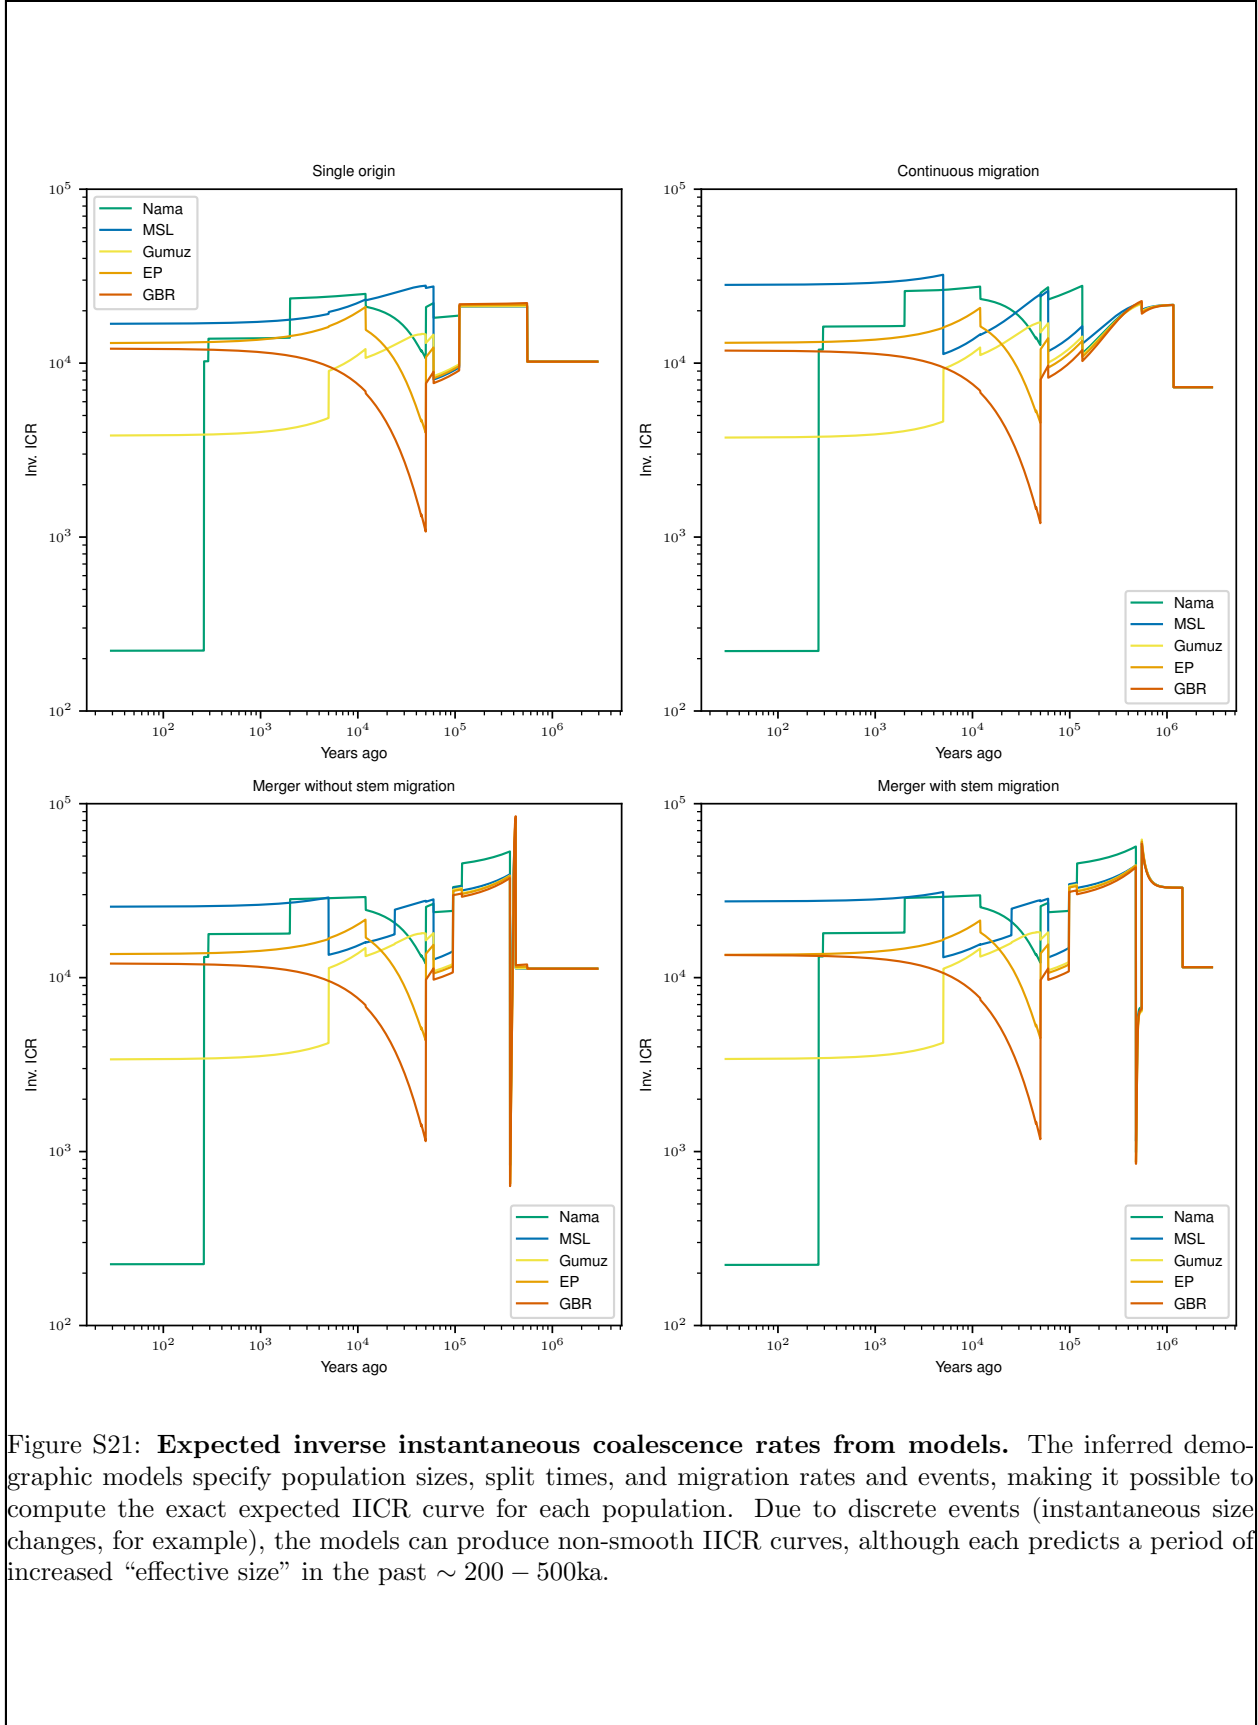 Single origin
10^5
10^4
10^3
10^2
Inv. ICR
Nama
MSL
Gumuz
EP
GBR
10^2 10^3 10^4 10^5 10^6
Years ago
Continuous migration
10^5
10^4
10^3
10^2
Inv. ICR
Nama
MSL
Gumuz
EP
GBR
10^2 10^3 10^4 10^5 10^6
Years ago
Merger without stem migration
10^5
10^4
10^3
10^2
Inv. ICR
Nama
MSL
Gumuz
EP
GBR
10^2 10^3 10^4 10^5 10^6
Years ago
Merger with stem migration
10^5
10^4
10^3
10^2
Inv. ICR
Nama
MSL
Gumuz
EP
GBR
10^2 10^3 10^4 10^5 10^6
Years ago
Figure S21: Expected inverse instantaneous coalescence rates from models. The inferred demo-
graphic models specify population sizes, split times, and migration rates and events, making it possible to
compute the exact expected IICR curve for each population. Due to discrete events (instantaneous size
changes, for example), the models can produce non-smooth IICR curves, although each predicts a period of
increased “effective size” in the past ∼ 200 − 500ka.